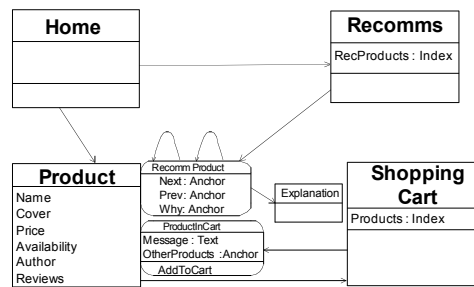 Home
Recomms
RecProducts : Index
Product
Name
Cover
Price
Availability
Author
Reviews
Recomm Product
Next : Anchor
Prev: Anchor
Why: Anchor
Explanation
ProductInCart
Message : Text
OtherProducts :Anchor
AddToCart
Shopping
Cart
Products : Index